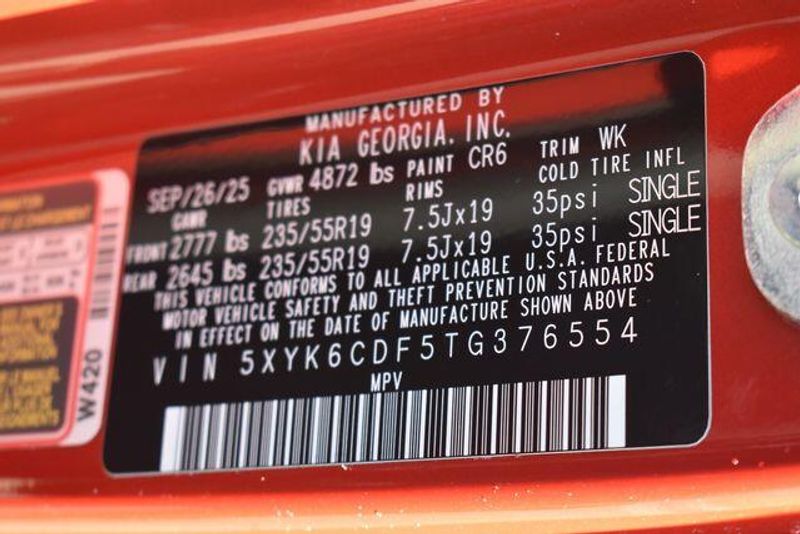 MANUFACTURED BY
KIA GEORGIA, INC.
SEP/26/25 GVWR 4872 lbs PAINT CR6 TRIM WK
GAWR TIRES RIMS COLD TIRE INFL
FRONT 2777 lbs 235/55R19 7.5Jx19 35psi SINGLE
REAR 2645 lbs 235/55R19 7.5Jx19 35psi SINGLE
THIS VEHICLE CONFORMS TO ALL APPLICABLE U.S.A. FEDERAL
MOTOR VEHICLE SAFETY AND THEFT PREVENTION STANDARDS
IN EFFECT ON THE DATE OF MANUFACTURE SHOWN ABOVE
VIN 5XYK6CDF5TG376554
MPV
W420